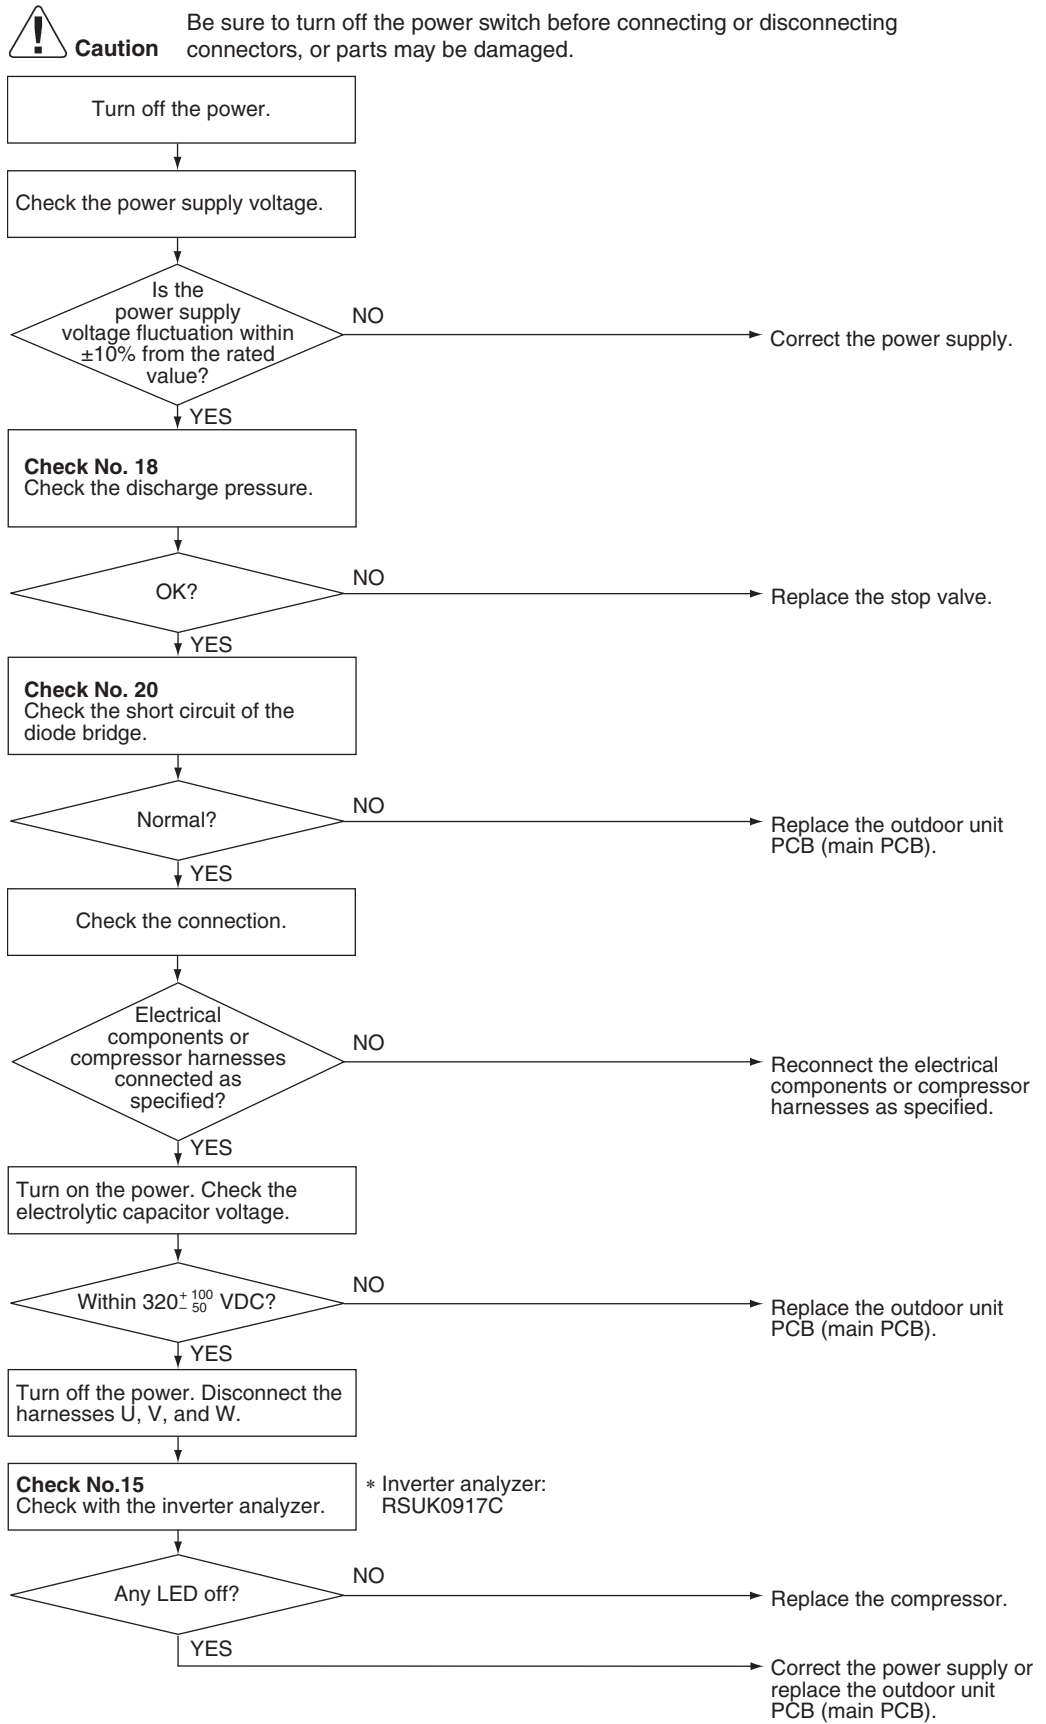 Be sure to turn off the power switch before connecting or disconnecting
Caution connectors, or parts may be damaged.
Turn off the power.
Check the power supply voltage.
Is the
power supply
voltage fluctuation within
±10% from the rated
value?
NO
Correct the power supply.
YES
Check No. 18
Check the discharge pressure.
OK?
NO
Replace the stop valve.
YES
Check No. 20
Check the short circuit of the
diode bridge.
Normal?
NO
Replace the outdoor unit
PCB (main PCB).
YES
Check the connection.
Electrical
components or
compressor harnesses
connected as
specified?
NO
Reconnect the electrical
components or compressor
harnesses as specified.
YES
Turn on the power. Check the
electrolytic capacitor voltage.
Within 320 +100 −50 VDC?
NO
Replace the outdoor unit
PCB (main PCB).
YES
Turn off the power. Disconnect the
harnesses U, V, and W.
Check No.15
Check with the inverter analyzer.
* Inverter analyzer:
RSUK0917C
Any LED off?
NO
Replace the compressor.
YES
Correct the power supply or
replace the outdoor unit
PCB (main PCB).